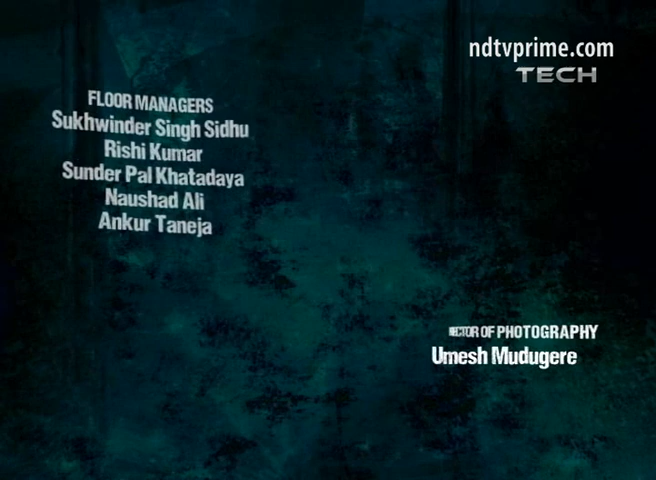 ndtvprime.com
TECH
FLOOR MANAGERS
Sukhwinder Singh Sidhu
Rishi Kumar
Sunder Pal Khatadaya
Naushad Ali
Ankur Taneja
OF PHOTOGRAPHY
Umesh Mudugere